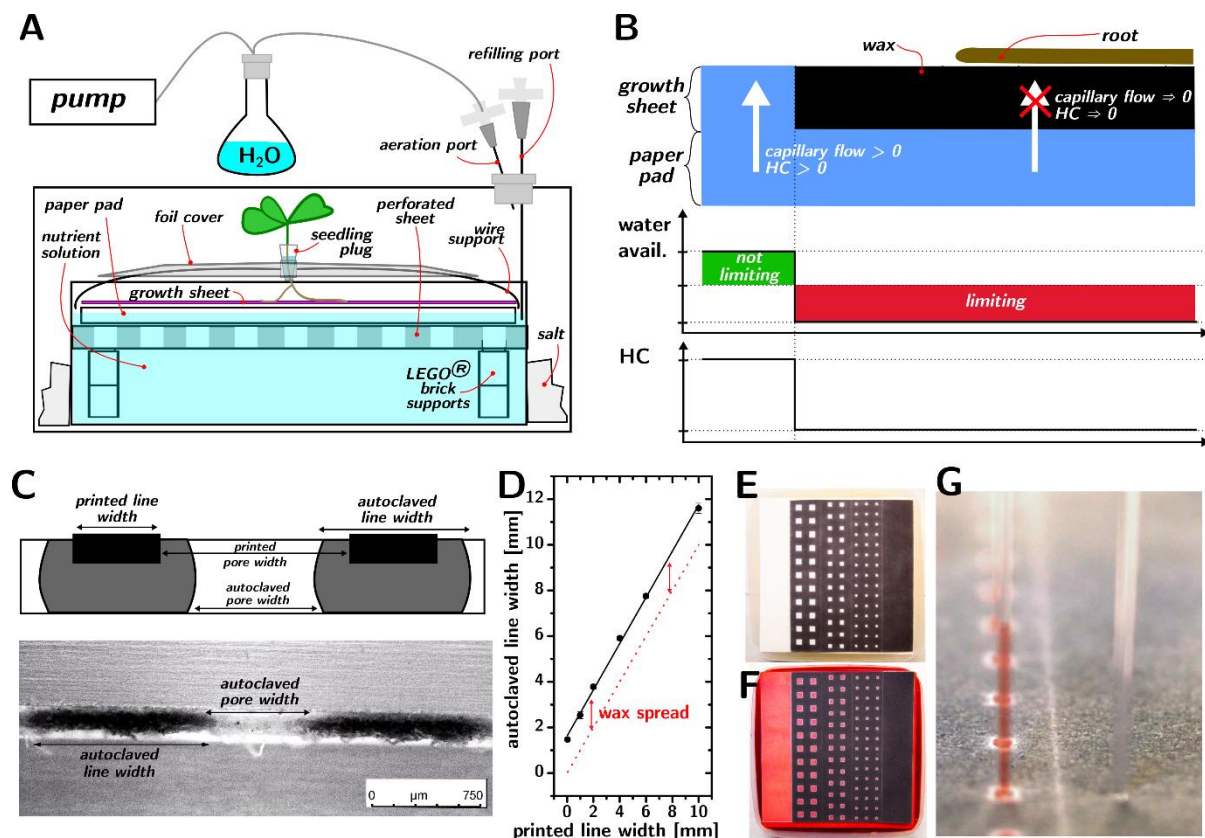 A
pump
H2O
refilling port
aeration port
paper pad
foil cover
nutrient
solution
seedling
plug
perforated
sheet
wire
support
growth sheet
salt
LEGO®
brick
supports
B
wax
root
growth
sheet
paper
pad
capillary flow > 0
HC > 0
capillary flow ⇒ 0
HC ⇒ 0
water
avail.
not
limiting
limiting
HC
C
printed line
width
autoclaved
line width
printed
pore width
autoclaved
pore width
autoclaved
pore width
autoclaved
line width
0 μm 750
D
autoclaved line width [mm]
12
10
8
6
4
2
0
wax spread
0 2 4 6 8 10
printed line width [mm]
E
F
G